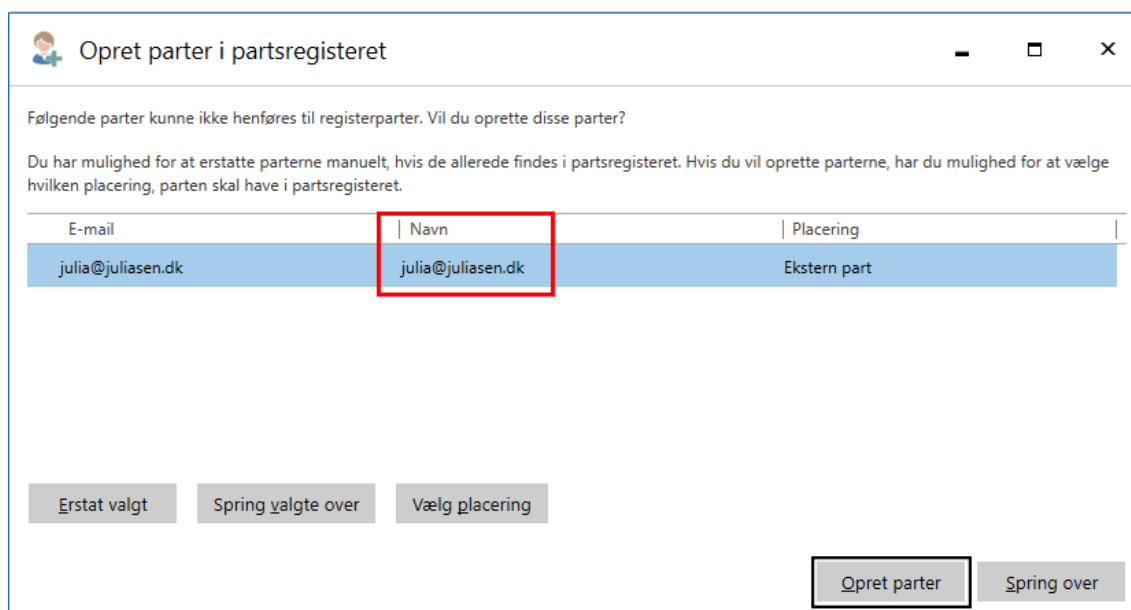 Opret parter i partsregisteret
Følgende parter kunne ikke henføres til registerparter. Vil du oprette disse parter?
Du har mulighed for at erstatte parterne manuelt, hvis de allerede findes i partsregisteret. Hvis du vil oprette parterne, har du mulighed for at vælge
hvilken placering, parten skal have i partsregisteret.
E-mail Navn Placering
julia@juliasen.dk julia@juliasen.dk Ekstern part
Erstat valgt Spring valgte over Vælg placering
Opret parter Spring over